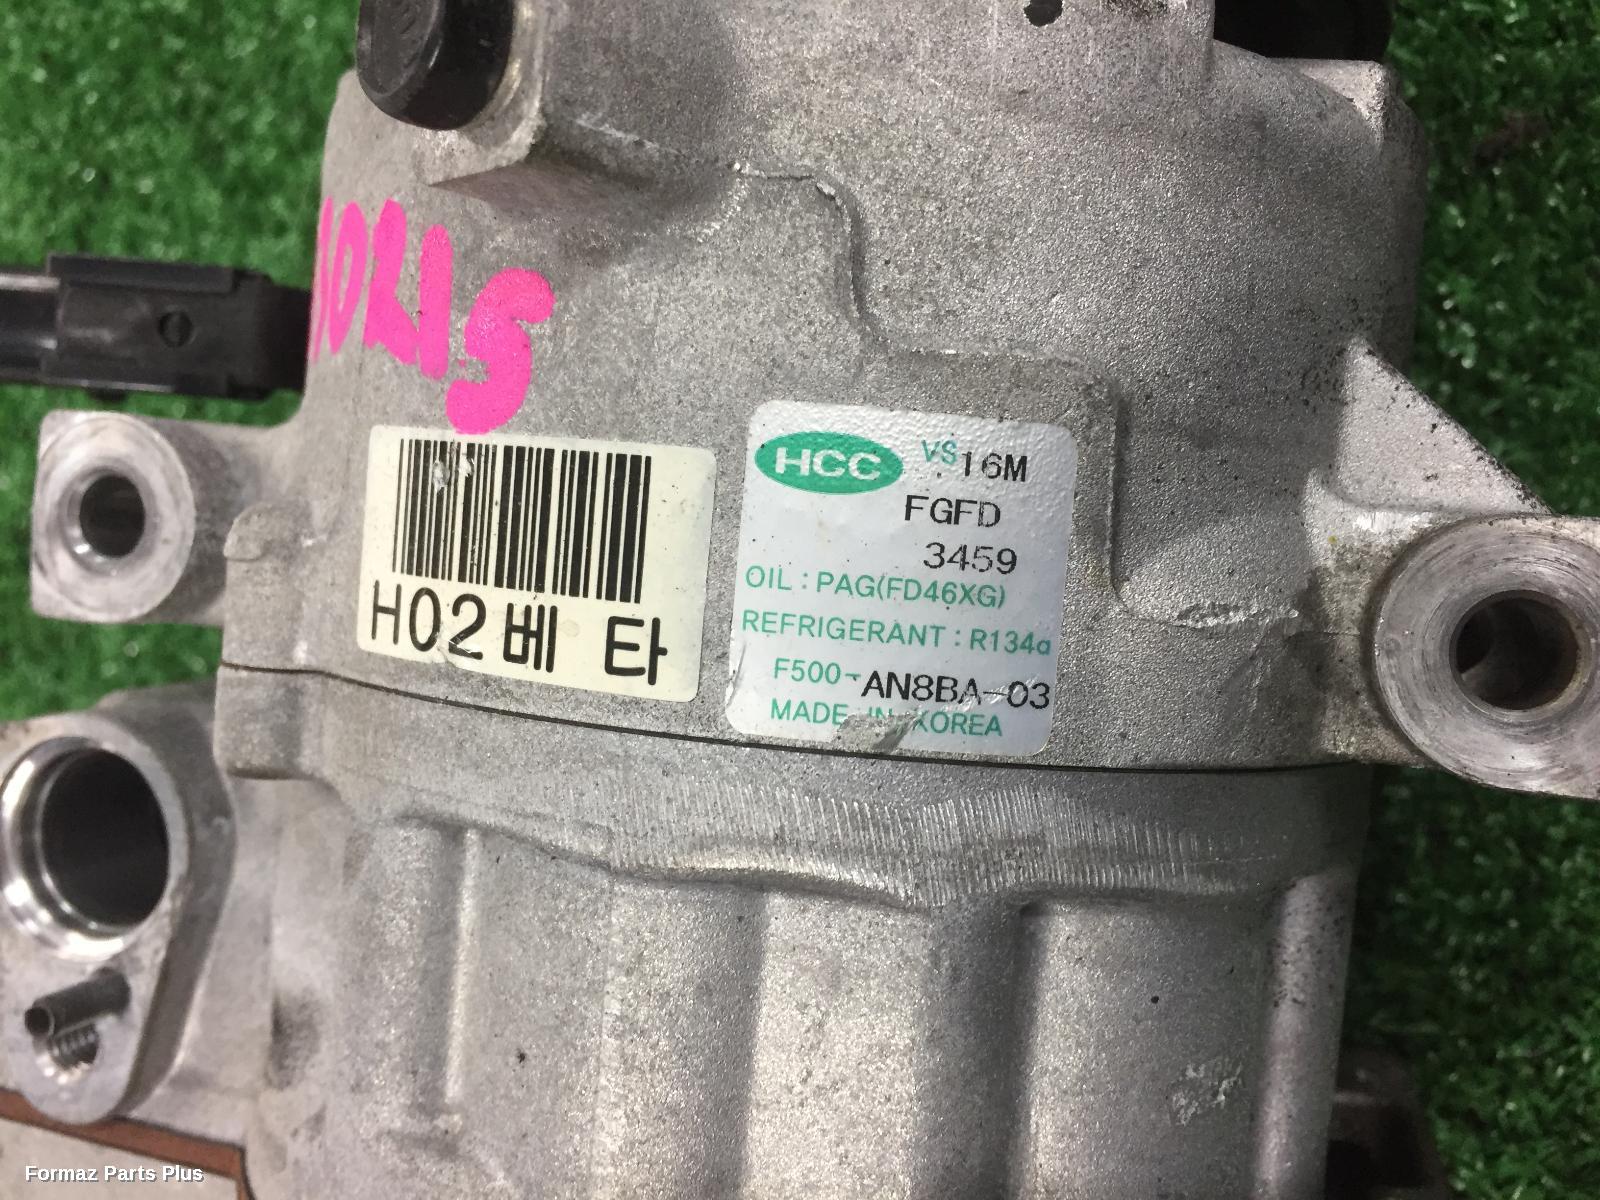 10215
H02베 타
HCC VS16M
FGFD
3459
OIL : PAG(FD46XG)
REFRIGERANT : R134a
F500-AN8BA-03
MADE IN KOREA
Formaz Parts Plus